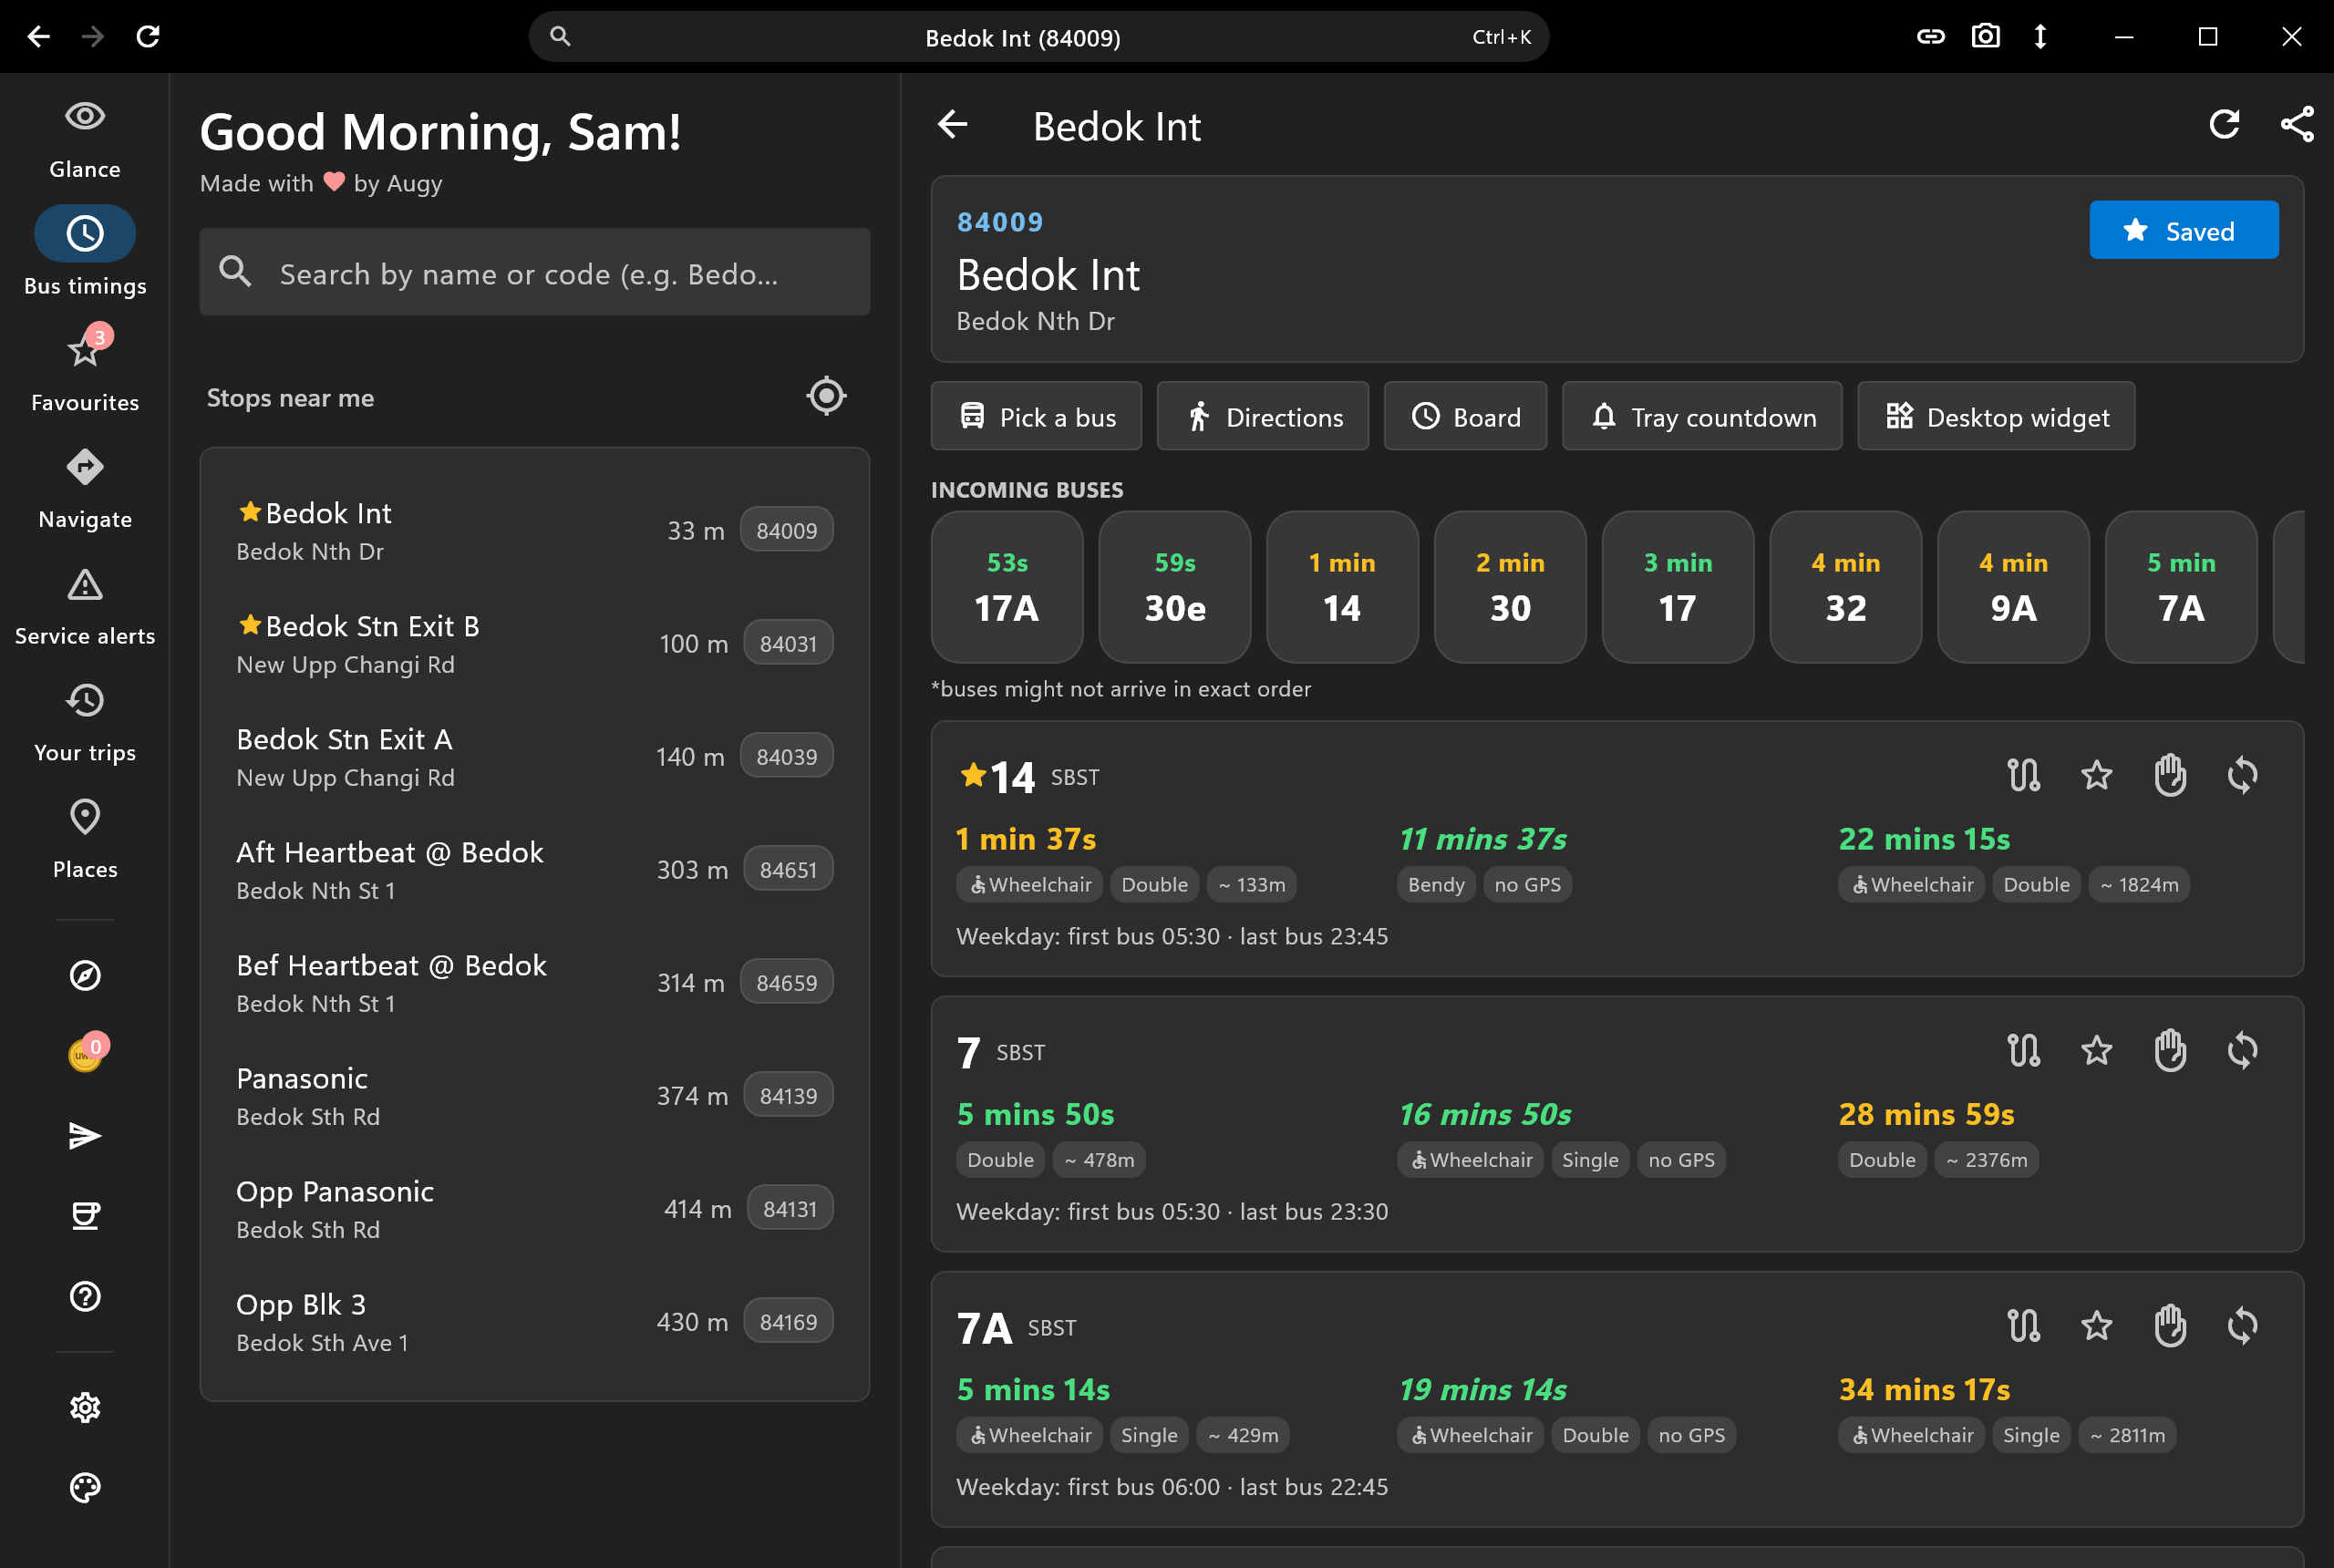 Bedok Int (84009)
Ctrl+K
Glance
Bus timings
3
Favourites
Navigate
Service alerts
Your trips
Places
0
Good Morning, Sam!
Made with ❤ by Augy
Search by name or code (e.g. Bedo...
Stops near me
Bedok Int
Bedok Nth Dr
33 m 84009
Bedok Stn Exit B
New Upp Changi Rd
100 m 84031
Bedok Stn Exit A
New Upp Changi Rd
140 m 84039
Aft Heartbeat @ Bedok
Bedok Nth St 1
303 m 84651
Bef Heartbeat @ Bedok
Bedok Nth St 1
314 m 84659
Panasonic
Bedok Sth Rd
374 m 84139
Opp Panasonic
Bedok Sth Rd
414 m 84131
Opp Blk 3
Bedok Sth Ave 1
430 m 84169
Bedok Int
84009
Bedok Int
Bedok Nth Dr
Saved
Pick a bus Directions Board Tray countdown Desktop widget
INCOMING BUSES
53s 59s 1 min 2 min 3 min 4 min 4 min 5 min
17A 30e 14 30 17 32 9A 7A
*buses might not arrive in exact order
14 SBST
1 min 37s 11 mins 37s 22 mins 15s
Wheelchair Double ~ 133m Bendy no GPS Wheelchair Double ~ 1824m
Weekday: first bus 05:30 · last bus 23:45
7 SBST
5 mins 50s 16 mins 50s 28 mins 59s
Double ~ 478m Wheelchair Single no GPS Double ~ 2376m
Weekday: first bus 05:30 · last bus 23:30
7A SBST
5 mins 14s 19 mins 14s 34 mins 17s
Wheelchair Single ~ 429m Wheelchair Double no GPS Wheelchair Single ~ 2811m
Weekday: first bus 06:00 · last bus 22:45